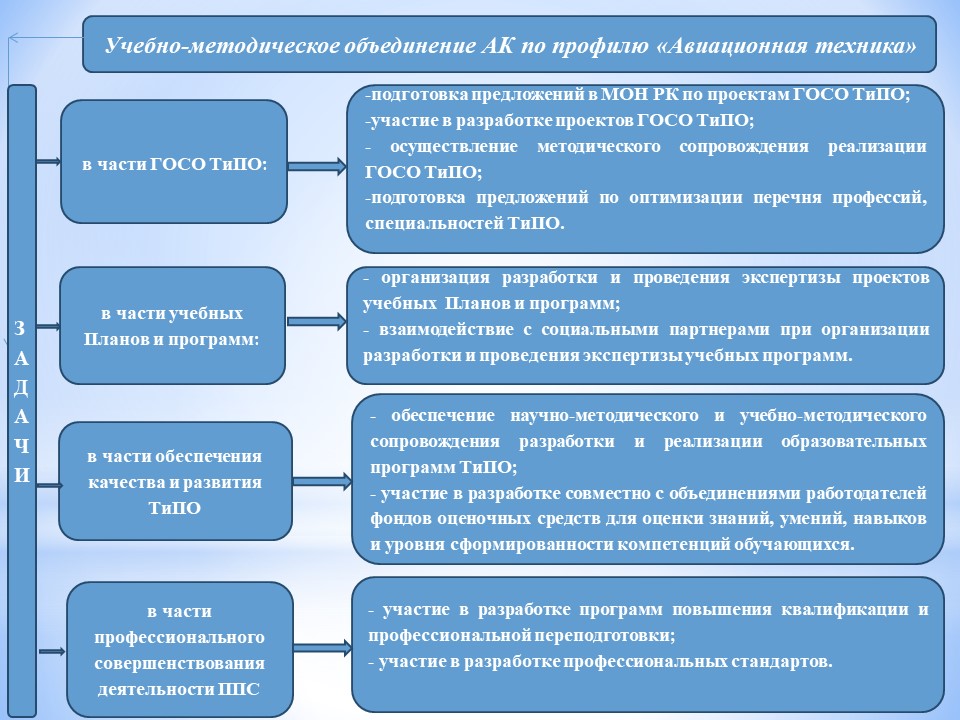 Учебно-методическое объединение АК по профилю «Авиационная техника»
З
А
Д
А
Ч
И
в части ГОСО ТиПО:
-подготовка предложений в МОН РК по проектам ГОСО ТиПО;
-участие в разработке проектов ГОСО ТиПО;
- осуществление методического сопровождения реализации
ГОСО ТиПО;
-подготовка предложений по оптимизации перечня профессий,
специальностей ТиПО.
в части учебных
Планов и программ:
- организация разработки и проведения экспертизы проектов
учебных Планов и программ;
- взаимодействие с социальными партнерами при организации
разработки и проведения экспертизы учебных программ.
в части обеспечения
качества и развития
ТиПО
- обеспечение научно-методического и учебно-методического
сопровождения разработки и реализации образовательных
программ ТиПО;
- участие в разработке совместно с объединениями работодателей
фондов оценочных средств для оценки знаний, умений, навыков
и уровня сформированности компетенций обучающихся.
в части
профессионального
совершенствования
деятельности ППС
- участие в разработке программ повышения квалификации и
профессиональной переподготовки;
- участие в разработке профессиональных стандартов.